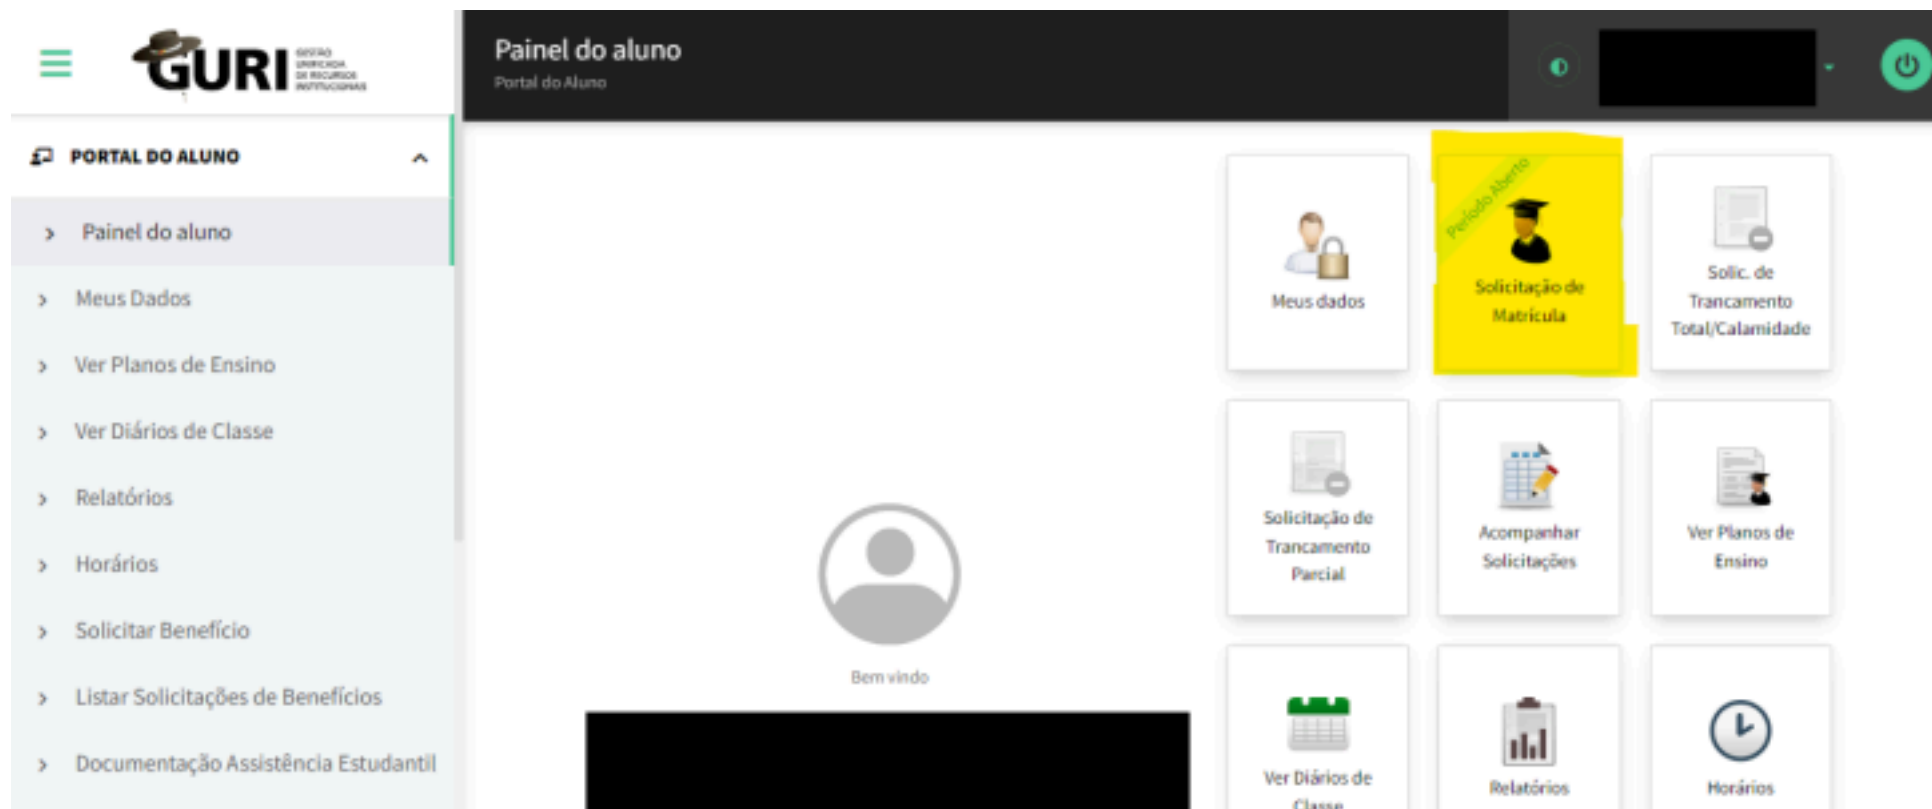 GURI
GESTÃO
UNIFICADA
DE RECURSOS
INSTITUCIONAIS
Painel do aluno
Portal do Aluno
PORTAL DO ALUNO
Painel do aluno
Meus Dados
Ver Planos de Ensino
Ver Diários de Classe
Relatórios
Horários
Solicitar Benefício
Listar Solicitações de Benefícios
Documentação Assistência Estudantil
Bem vindo
Meus dados
Período Aberto
Solicitação de
Matrícula
Solic. de
Trancamento
Total/Calamidade
Solicitação de
Trancamento
Parcial
Acompanhar
Solicitações
Ver Planos de
Ensino
Ver Diários de
Classe
Relatórios
Horários